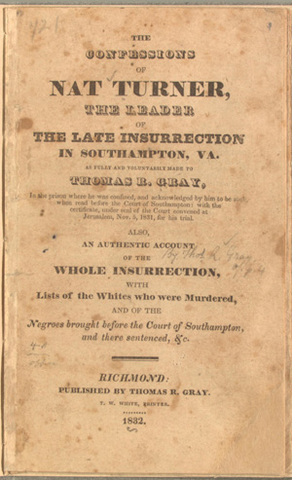 THE
CONFESSIONS
OF
NAT TURNER,
THE LEADER
OF
THE LATE INSURRECTION
IN SOUTHAMPTON, VA.
AS FULLY AND VOLUNTARILY MADE TO
THOMAS R. GRAY,
In the prison where he was confined, and acknowledged by him to be such
when read before the Court of Southampton: with the
certificate, under seal of the Court convened at
Jerusalem, Nov. 5, 1831, for his trial.
ALSO,
AN AUTHENTIC ACCOUNT
OF THE
WHOLE INSURRECTION,
WITH
Lists of the Whites who were Murdered,
AND OF THE
Negroes brought before the Court of Southampton,
and there sentenced, &c.
RICHMOND:
PUBLISHED BY THOMAS R. GRAY.
T. W. WHITE, PRINTER.
1832.